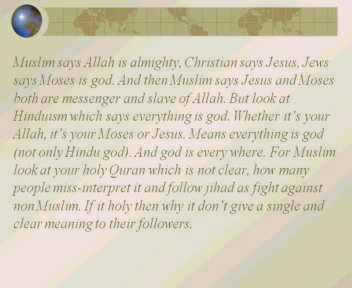 Muslim says Allah is almighty, Christian says Jesus, Jews
says Moses is god. And then Muslim says Jesus and Moses
both are messenger and slave of Allah. But look at
Hinduism which says everything is god. Whether it's your
Allah, it's your Moses or Jesus. Means everything is god
(not only Hindu god). And god is every where. For Muslim
look at your holy Quran which is not clear, how many
people miss-interpret it and follow jihad as fight against
nonMuslim. If it holy then why it don't give a single and
clear meaning to their followers.